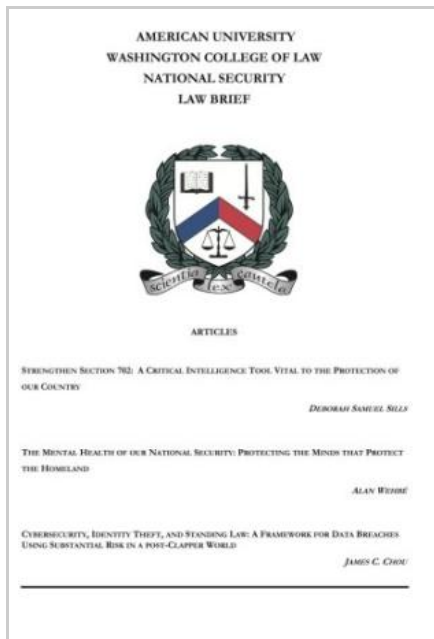 AMERICAN UNIVERSITY
WASHINGTON COLLEGE OF LAW
NATIONAL SECURITY
LAW BRIEF
scientia lex cautela
ARTICLES
STRENGTHEN SECTION 702: A CRITICAL INTELLIGENCE TOOL VITAL TO THE PROTECTION OF
OUR COUNTRY
DEBORAH SAMUEL SILLS
THE MENTAL HEALTH OF OUR NATIONAL SECURITY: PROTECTING THE MINDS THAT PROTECT
THE HOMELAND
ALAN WEHBÉ
CYBERSECURITY, IDENTITY THEFT, AND STANDING LAW: A FRAMEWORK FOR DATA BREACHES
USING SUBSTANTIAL RISK IN A POST-CLAPPER WORLD
JAMES C. CHOU